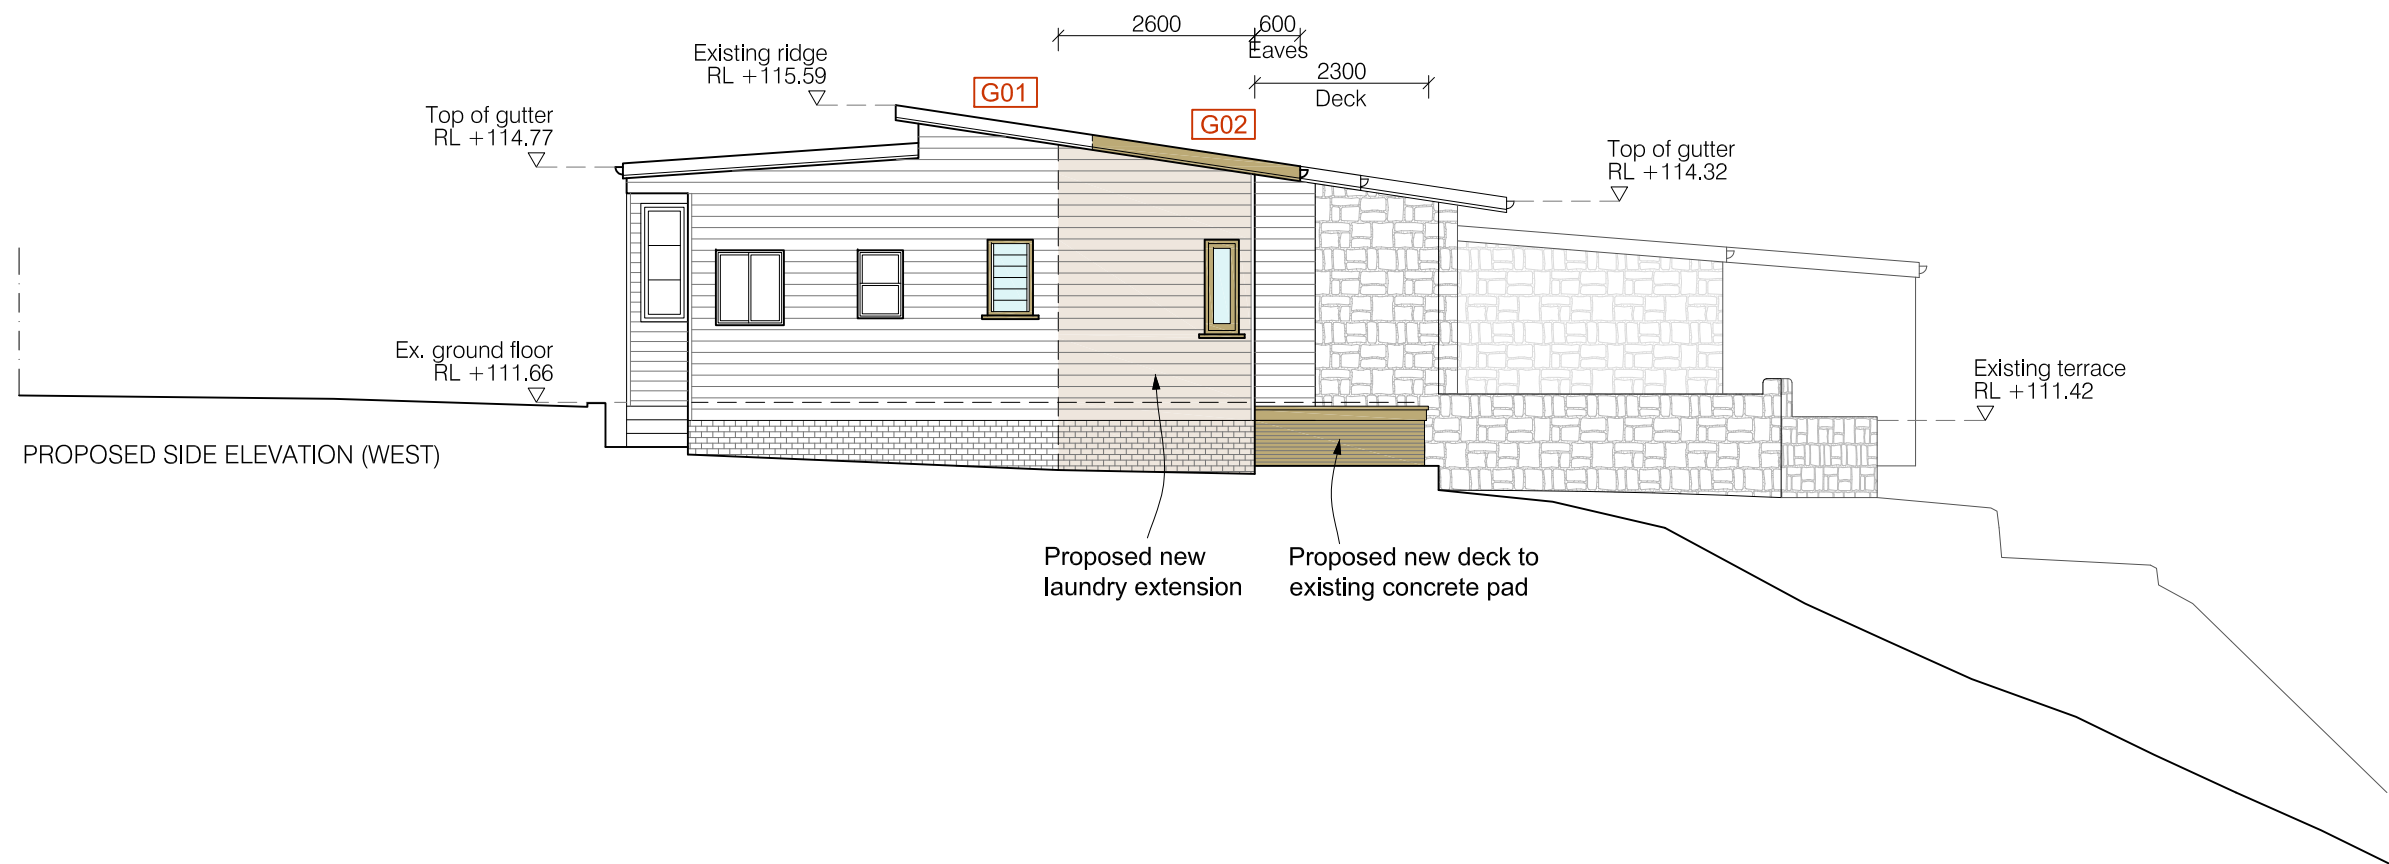 2600
600
Eaves
2300
Deck
Existing ridge
RL +115.59
G01
G02
Top of gutter
RL +114.77
Top of gutter
RL +114.32
Ex. ground floor
RL +111.66
Existing terrace
RL +111.42
PROPOSED SIDE ELEVATION (WEST)
Proposed new
laundry extension
Proposed new deck to
existing concrete pad